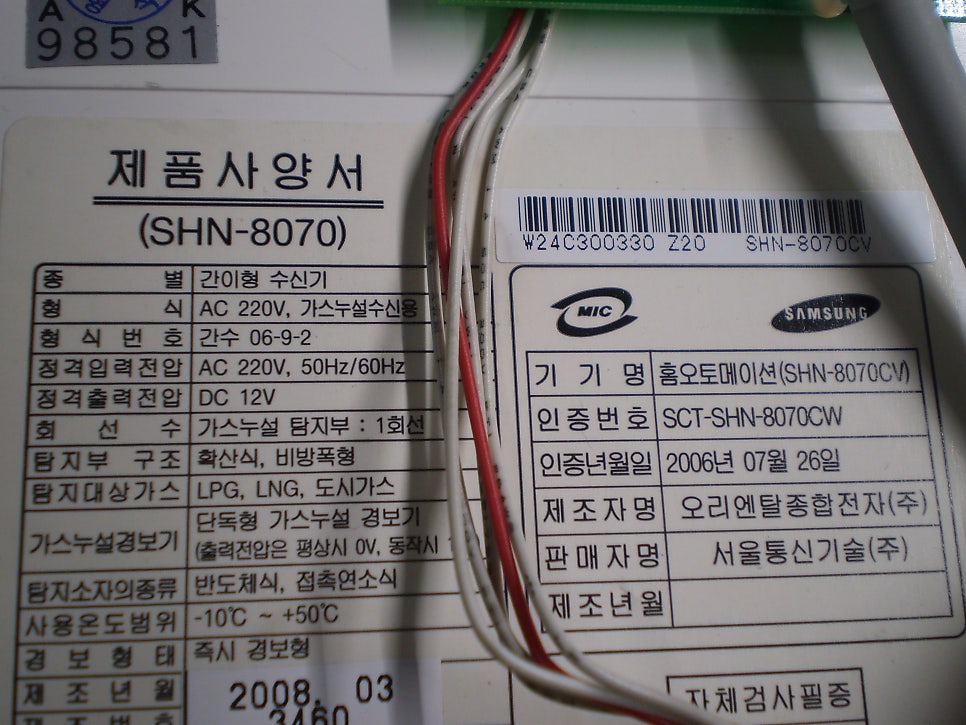 A K
98581
제품사양서
(SHN-8070)
종 별 간이형 수신기
형 식 AC 220V, 가스누설수신용
형 식 번 호 간수 06-9-2
정격입력전압 AC 220V, 50Hz/60Hz
정격출력전압 DC 12V
회 선 수 가스누설 탐지부 : 1회선
탐지부 구조 확산식, 비방폭형
탐지대상가스 LPG, LNG, 도시가스
가스누설경보기 단독형 가스누설 경보기
(출력전압은 평상시 0V, 동작시
탐지소자의종류 반도체식, 접촉연소식
사용온도범위 -10℃ ~ +50℃
경 보 형 태 즉시 경보형
제 조 년 월 2008. 03
3460
W24C300330 Z20 SHN-8070CV
MIC SAMSUNG
기 기 명 홈오토메이션(SHN-8070CV)
인증번호 SCT-SHN-8070CW
인증년월일 2006년 07월 26일
제조자명 오리엔탈종합전자(주)
판매자명 서울통신기술(주)
제조년월
자체검사필증